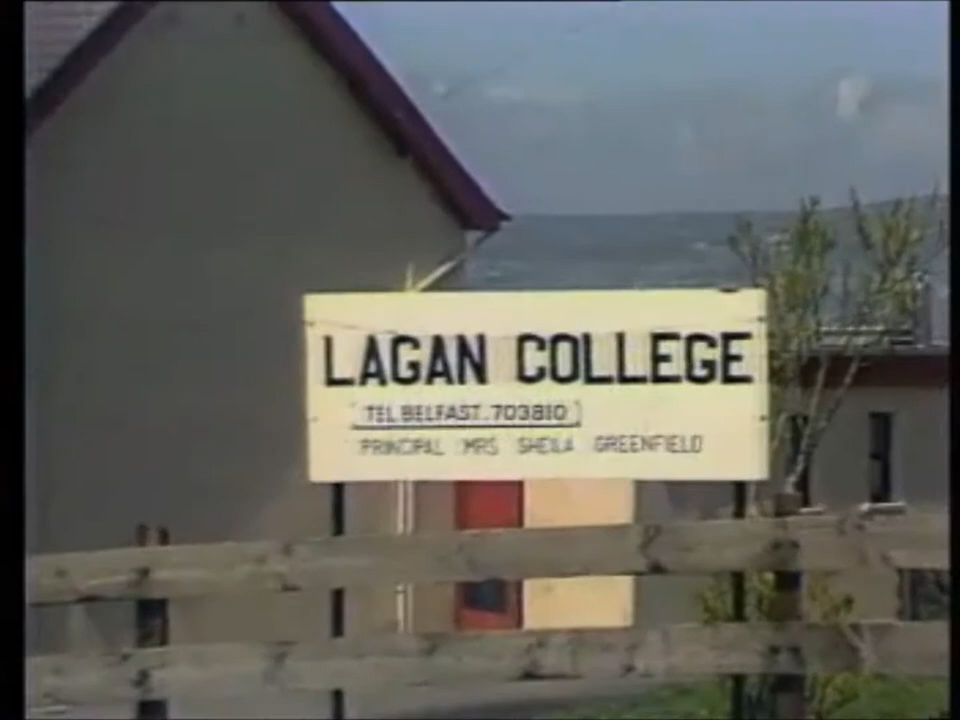 LAGAN COLLEGE
TEL.BELFAST.703810
PRINCIPAL MRS SHEILA GREENFIELD